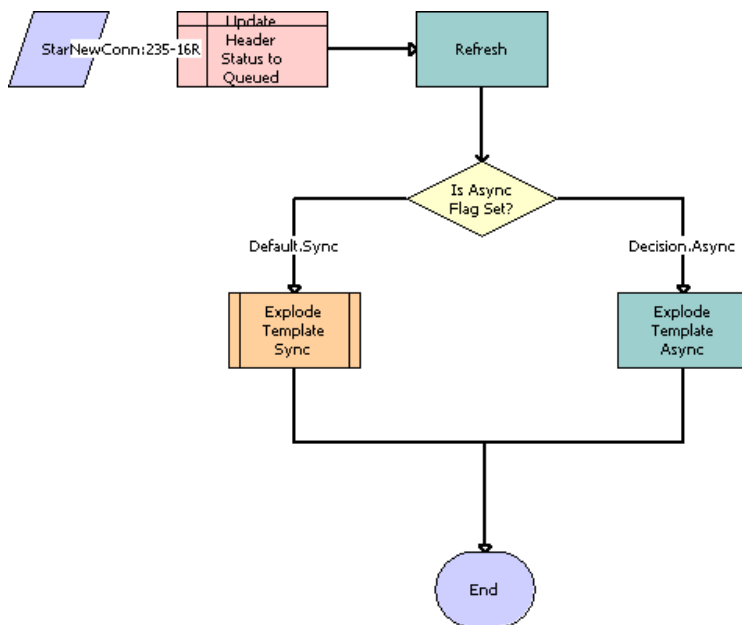 StarNewConn:235-16R
Update
Header
Status to
Queued
Refresh
Is Async
Flag Set?
Default.Sync
Decision.Async
Explode
Template
Sync
Explode
Template
Async
End